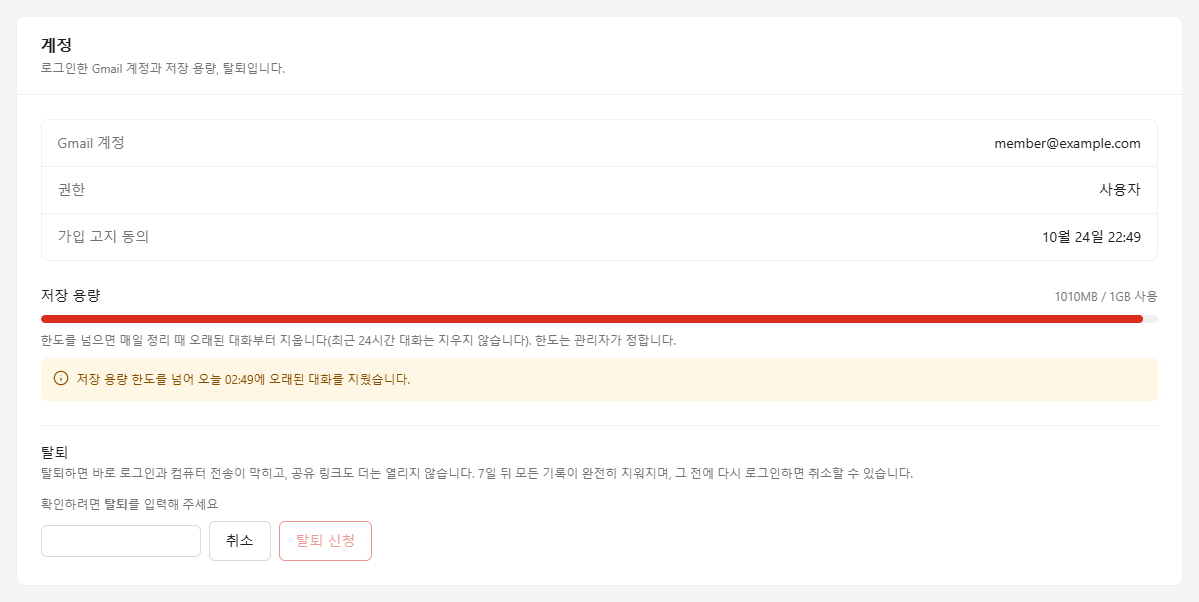 계정
로그인한 Gmail 계정과 저장 용량, 탈퇴입니다.
Gmail 계정 member@example.com
권한 사용자
가입 고지 동의 10월 24일 22:49
저장 용량 1010MB / 1GB 사용
한도를 넘으면 매일 정리 때 오래된 대화부터 지웁니다(최근 24시간 대화는 지우지 않습니다). 한도는 관리자가 정합니다.
저장 용량 한도를 넘어 오늘 02:49에 오래된 대화를 지웠습니다.
탈퇴
탈퇴하면 바로 로그인과 컴퓨터 전송이 막히고, 공유 링크도 더는 열리지 않습니다. 7일 뒤 모든 기록이 완전히 지워지며, 그 전에 다시 로그인하면 취소할 수 있습니다.
확인하려면 탈퇴를 입력해 주세요
취소 탈퇴 신청